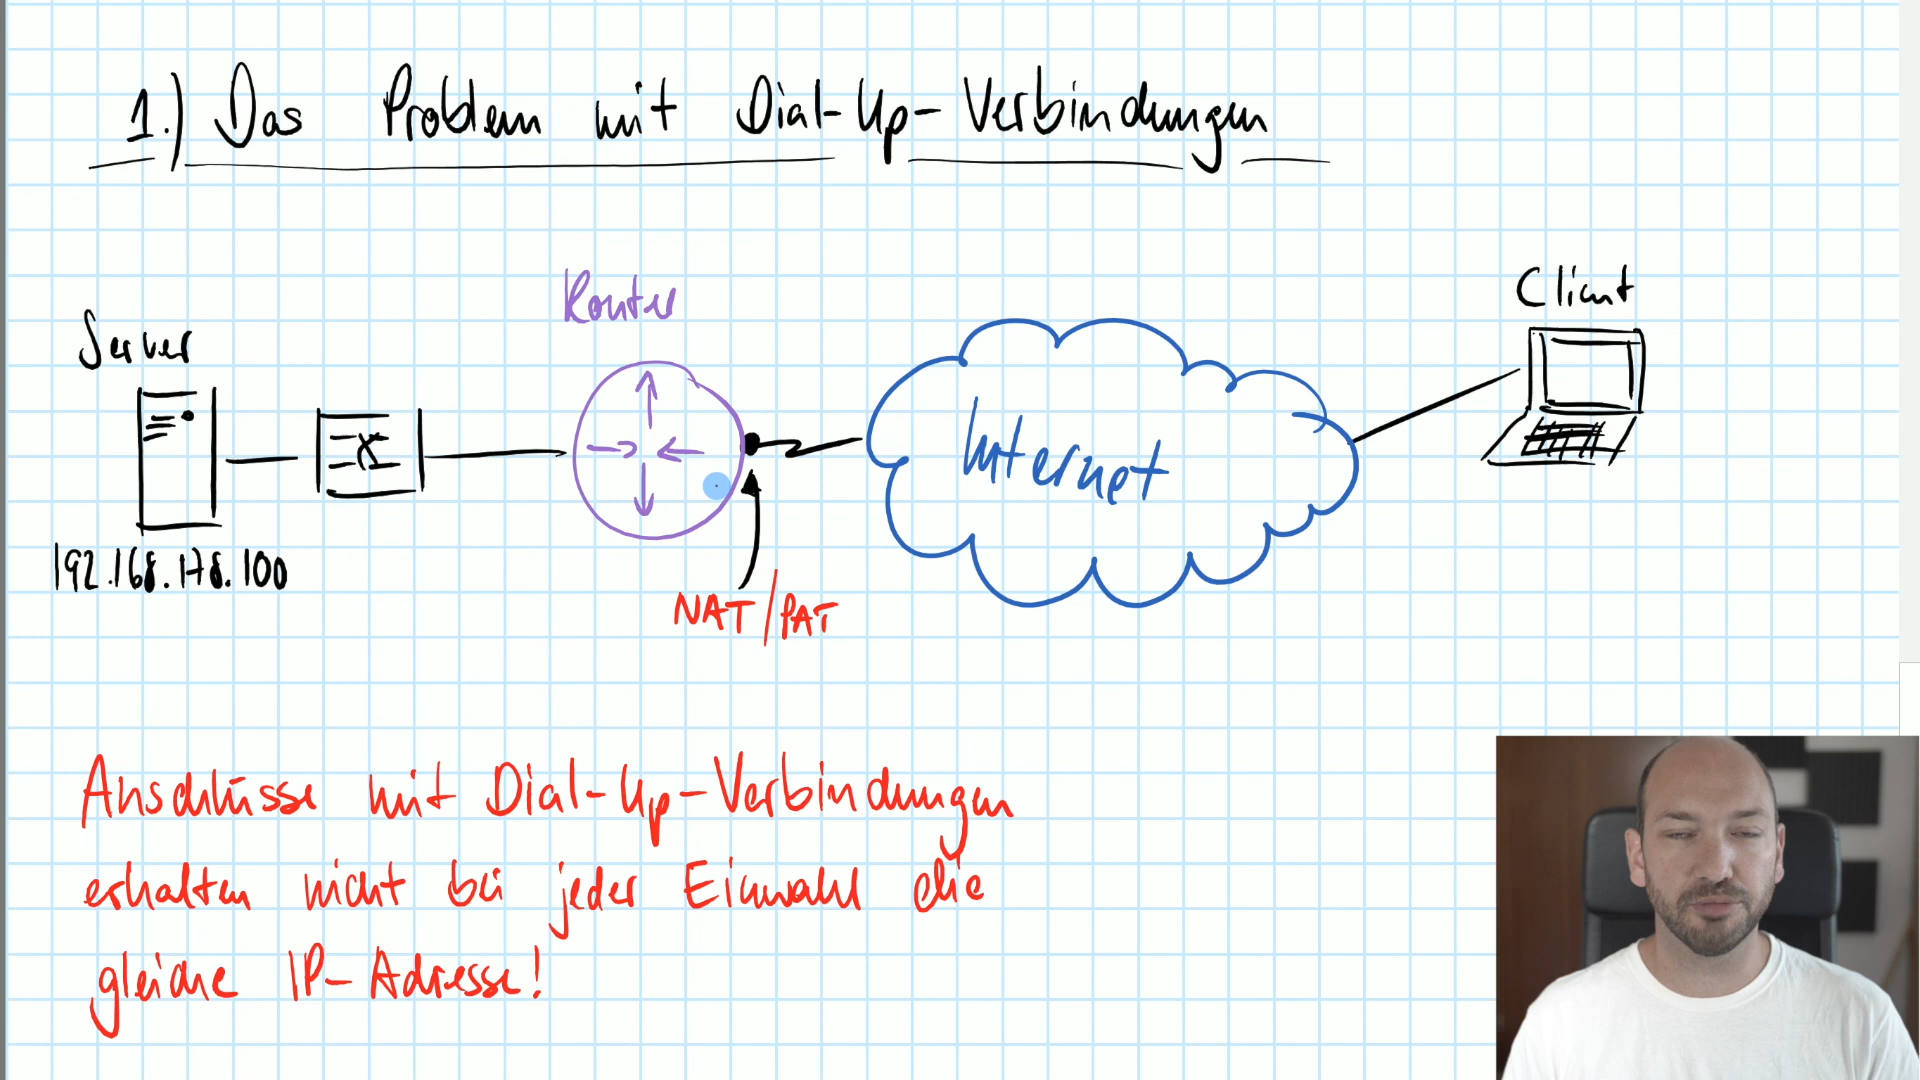 1.) Das Problem mit Dial-Up-Verbindungen
Router
Client
Server
Internet
192.168.178.100
NAT/PAT
Anschlüsse mit Dial-Up-Verbindungen
erhalten nicht bei jeder Einwahl die
gleiche IP-Adresse!